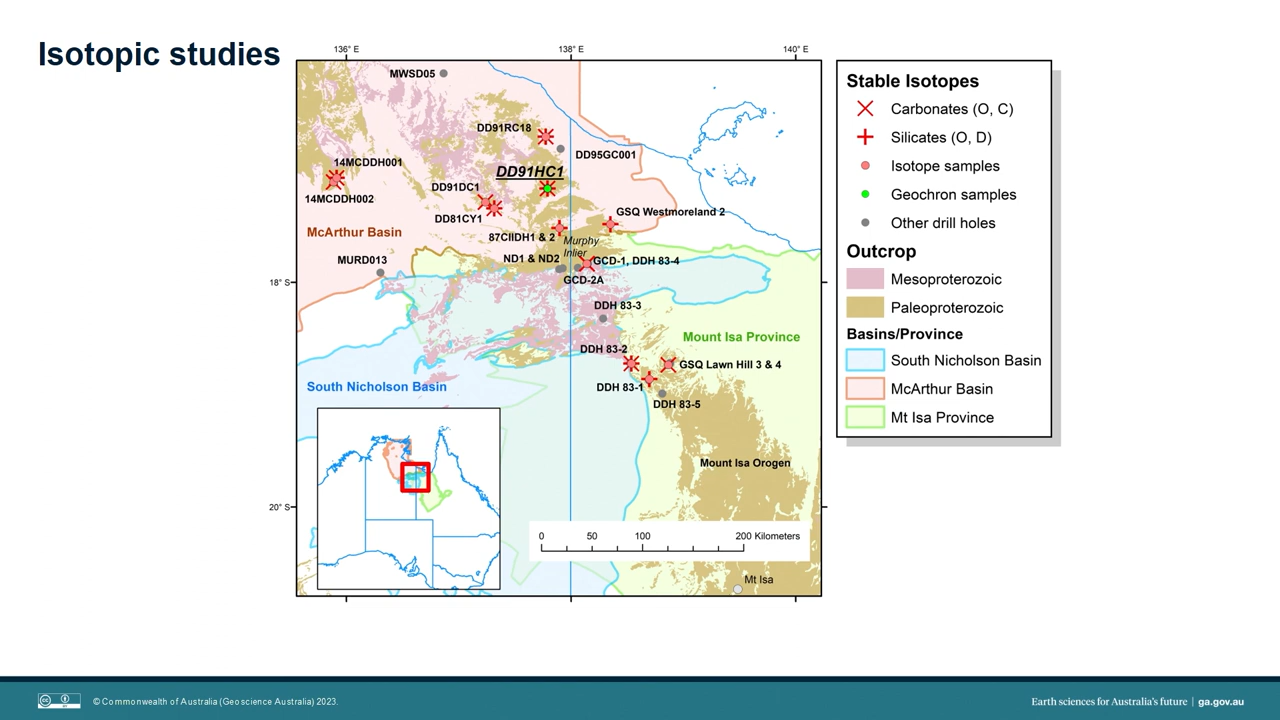 Isotopic studies
136° E
138° E
140° E
MWSD05
DD91RC18
DD95GC001
14MCDDH001
DD91HC1
14MCDDH002
DD91DC1
DD81CY1
GSQ Westmoreland 2
McArthur Basin
87CIIDH1 & 2
Murphy
Inlier
MURD013
ND1 & ND2
GCD-1, DDH 83-4
18° S
GCD-2A
DDH 83-3
Mount Isa Province
DDH 83-2
GSQ Lawn Hill 3 & 4
South Nicholson Basin
DDH 83-1
DDH 83-5
Mount Isa Orogen
20° S
0 50 100 200 Kilometers
Mt Isa
Stable Isotopes
Carbonates (O, C)
Silicates (O, D)
Isotope samples
Geochron samples
Other drill holes
Outcrop
Mesoproterozoic
Paleoproterozoic
Basins/Province
South Nicholson Basin
McArthur Basin
Mt Isa Province
© Commonwealth of Australia (Geoscience Australia) 2023.
Earth sciences for Australia's future | ga.gov.au